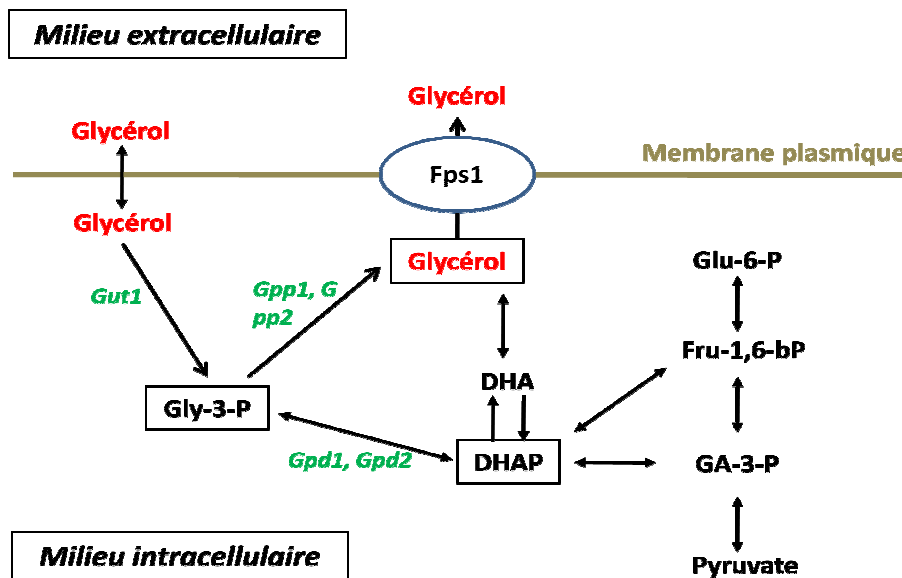 Milieu extracellulaire
Glycérol
Glycérol
Membrane plasmique
Fps1
Glycérol
Glycérol
Glu-6-P
Gut1
Gpp1, G
pp2
Fru-1,6-bP
DHA
Gly-3-P
Gpd1, Gpd2
DHAP
GA-3-P
Milieu intracellulaire
Pyruvate